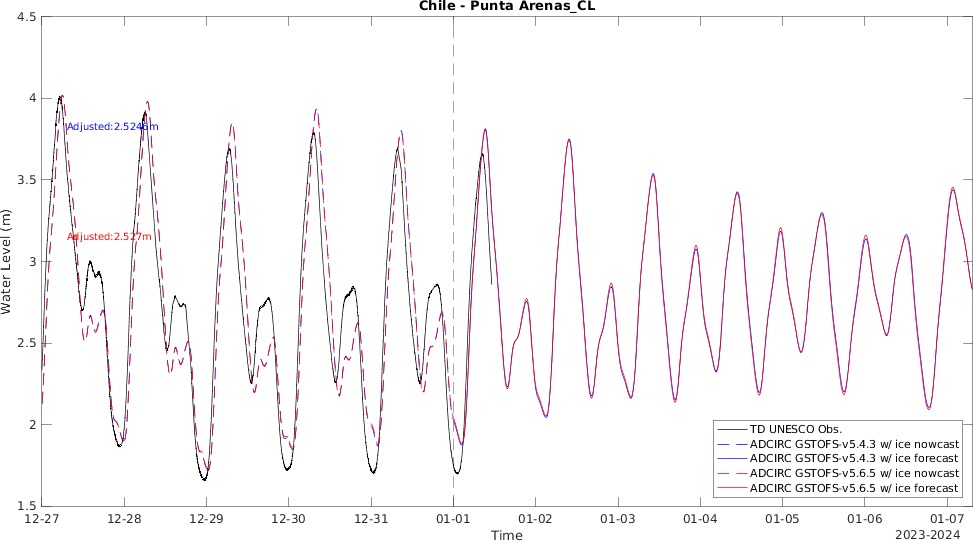 Chile - Punta Arenas_CL
4.5
4
3.5
3
2.5
2
1.5
Water Level (m)
Adjusted:2.5246m
Adjusted:2.527m
TD UNESCO Obs.
ADCIRC GSTOFS-v5.4.3 w/ ice nowcast
ADCIRC GSTOFS-v5.4.3 w/ ice forecast
ADCIRC GSTOFS-v5.6.5 w/ ice nowcast
ADCIRC GSTOFS-v5.6.5 w/ ice forecast
12-27 12-28 12-29 12-30 12-31 01-01 01-02 01-03 01-04 01-05 01-06 01-07
Time
2023-2024